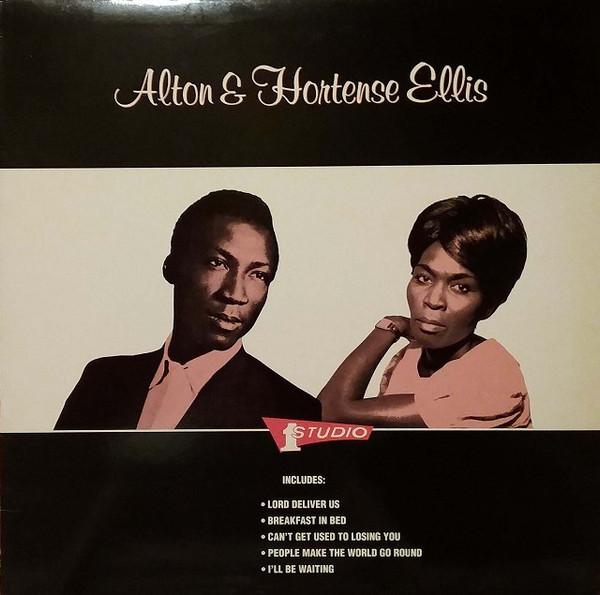 Alton & Hortense Ellis
1 STUDIO
INCLUDES:
• LORD DELIVER US
• BREAKFAST IN BED
• CAN'T GET USED TO LOSING YOU
• PEOPLE MAKE THE WORLD GO ROUND
• I'LL BE WAITING